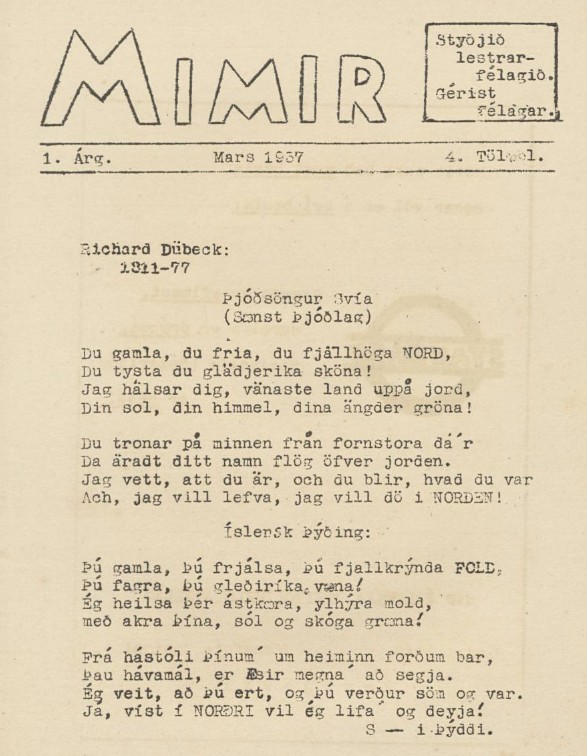 MIMIR
Styðjið
lestrar-
félagið.
Gérist
félagar.
1. Árg. Mars 1937 4. Tölubl.
Richard Dübeck:
1811-77
Þjóðsöngur Svía
(Sænst Þjóðlag)
Du gamla, du fria, du fjällhöga NORD,
Du tysta du glädjerika sköna!
Jag hälsar dig, vänaste land uppå jord,
Din sol, din himmel, dina ängder gröna!
Du tronar på minnen från fornstora dá´r
Da äradt ditt namn flög öfver jorden.
Jag vett, att du är, och du blir, hvad du var
Ach, jag vill lefva, jag vill dö i NORDEN!
Íslensk Þýðing:
Þú gamla, Þú frjálsa, Þú fjallkrýnda FOLD,
Þú fagra, Þú gleðiríka, væna!
Ég heilsa Þér ástkæra, ylhýra mold,
með akra Þína, sól og skóga græna!
Frá hástóli Þínum´ um heiminn forðum bar,
Þau hávamál, er Æsir megna´ að segja.
Ég veit, að Þú ert, og Þú verður söm og var.
Já, víst í NORÐRI vil ég lifa´ og deyja!
S — i Þýddi.